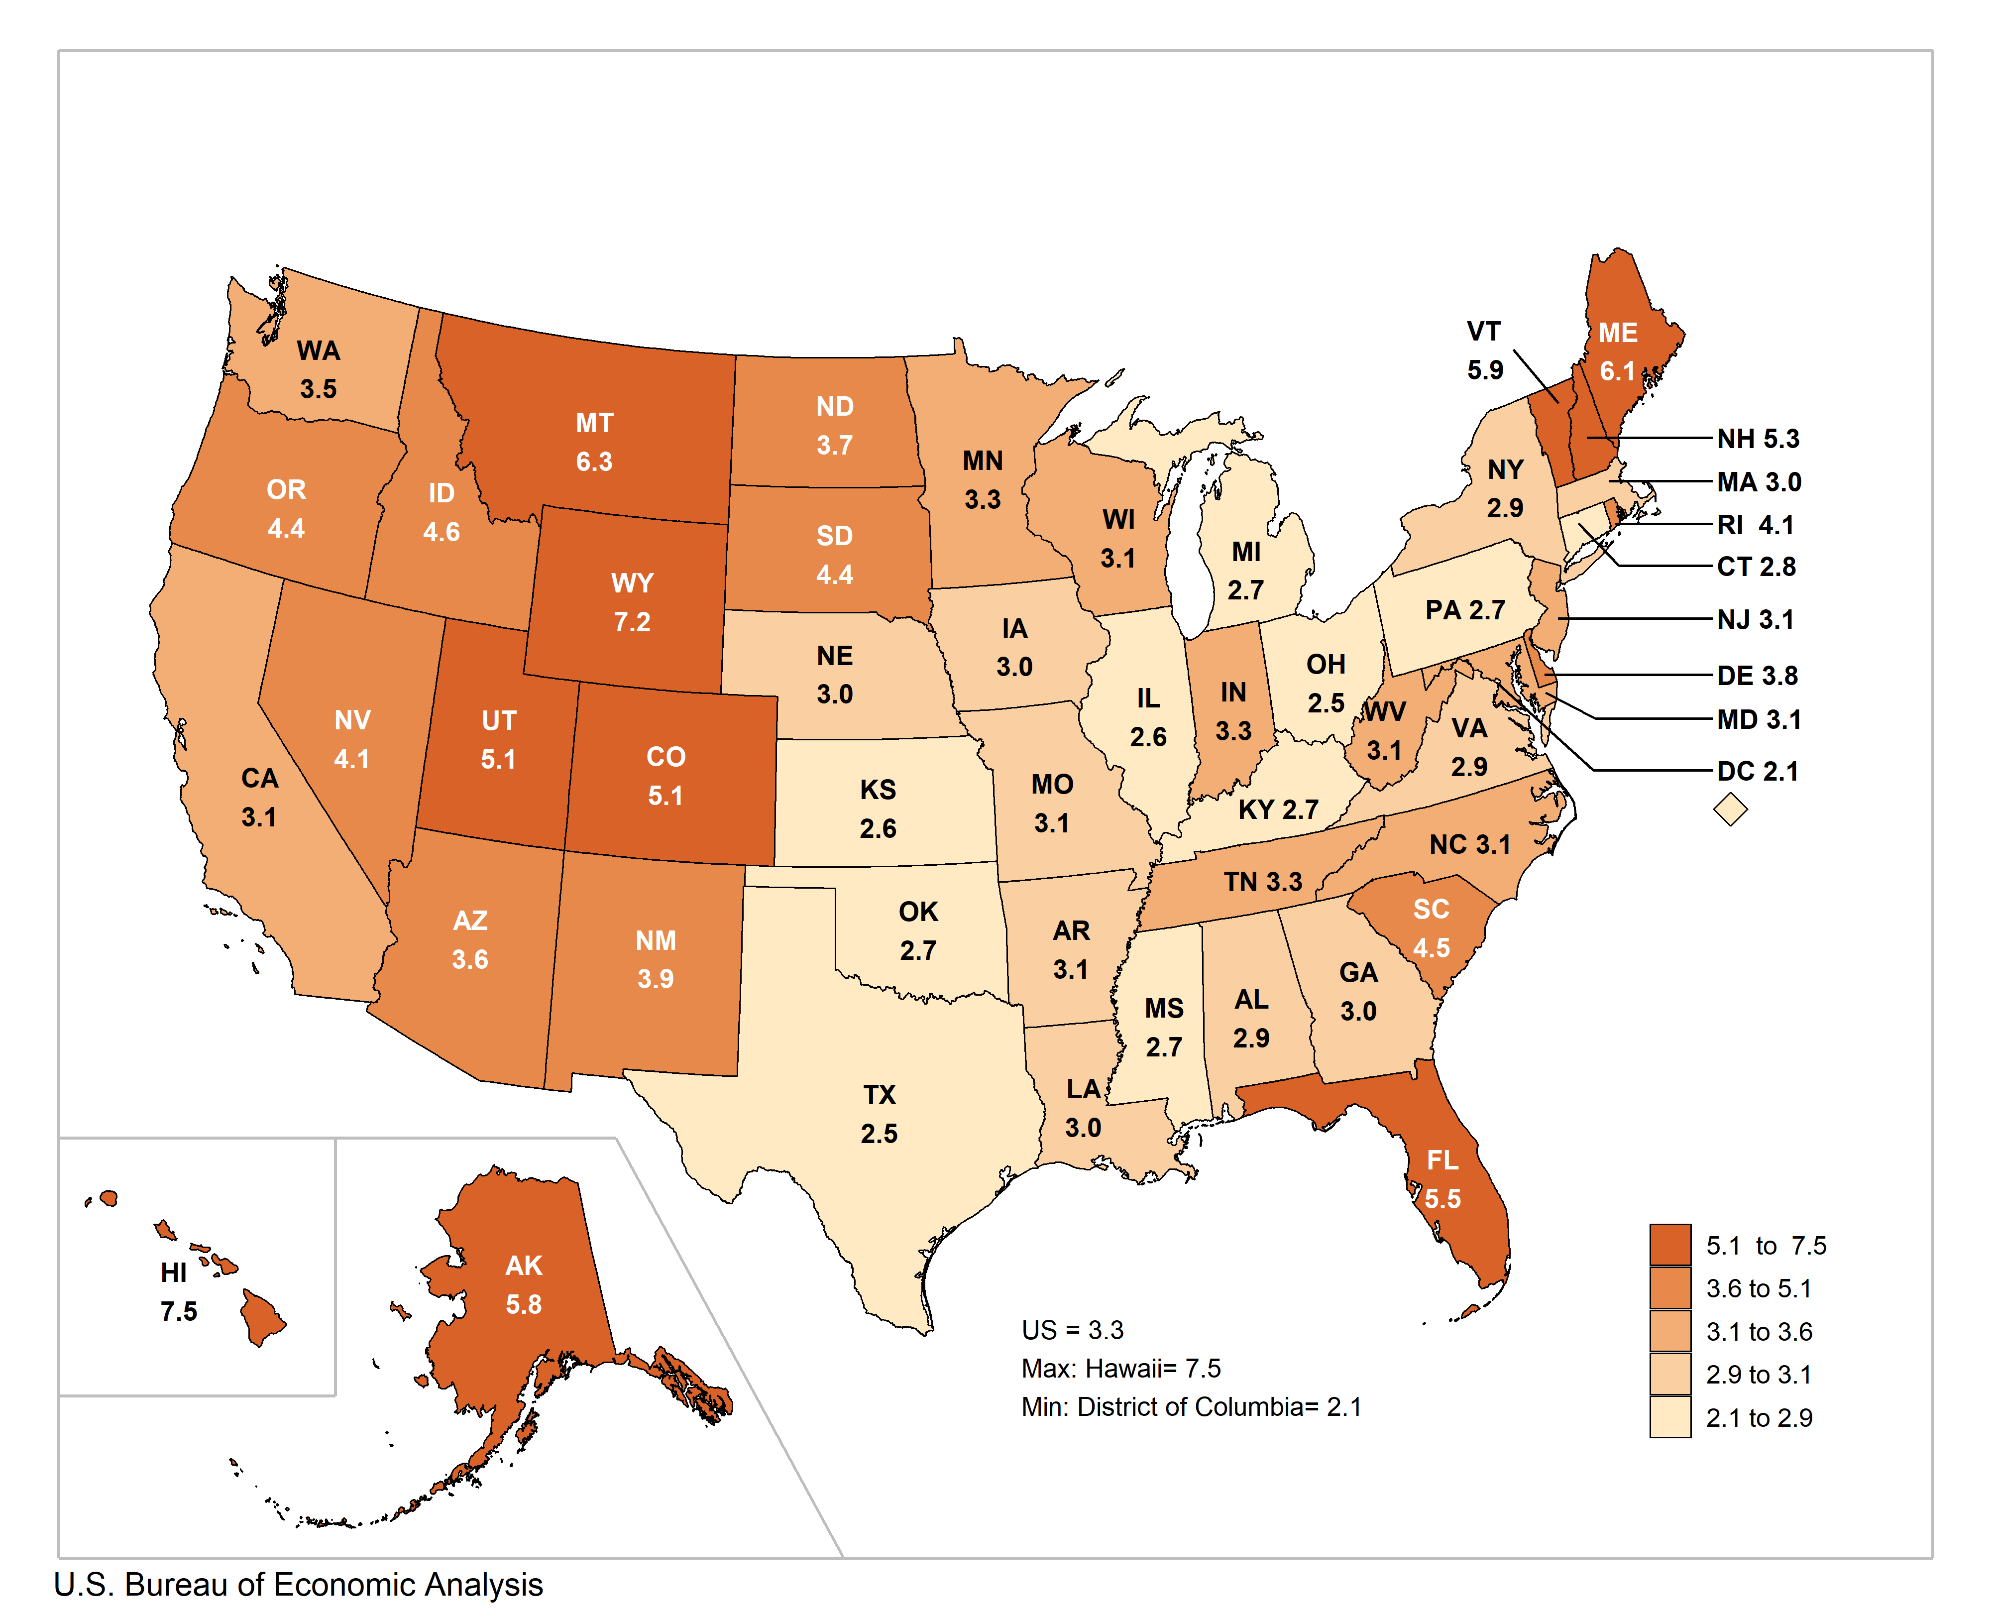 WA
3.5
MT
6.3
ND
3.7
MN
3.3
VT
5.9
ME
6.1
OR
4.4
ID
4.6
WY
7.2
SD
4.4
WI
3.1
MI
2.7
NY
2.9
NH 5.3
MA 3.0
RI 4.1
CT 2.8
PA 2.7
NJ 3.1
DE 3.8
MD 3.1
DC 2.1
NV
4.1
UT
5.1
CO
5.1
NE
3.0
IA
3.0
IL
2.6
IN
3.3
OH
2.5
WV
3.1
VA
2.9
CA
3.1
KS
2.6
MO
3.1
KY 2.7
NC 3.1
TN 3.3
SC
4.5
AZ
3.6
NM
3.9
OK
2.7
AR
3.1
MS
2.7
AL
2.9
GA
3.0
TX
2.5
LA
3.0
FL
5.5
HI
7.5
AK
5.8
US = 3.3
Max: Hawaii= 7.5
Min: District of Columbia= 2.1
5.1 to 7.5
3.6 to 5.1
3.1 to 3.6
2.9 to 3.1
2.1 to 2.9
U.S. Bureau of Economic Analysis